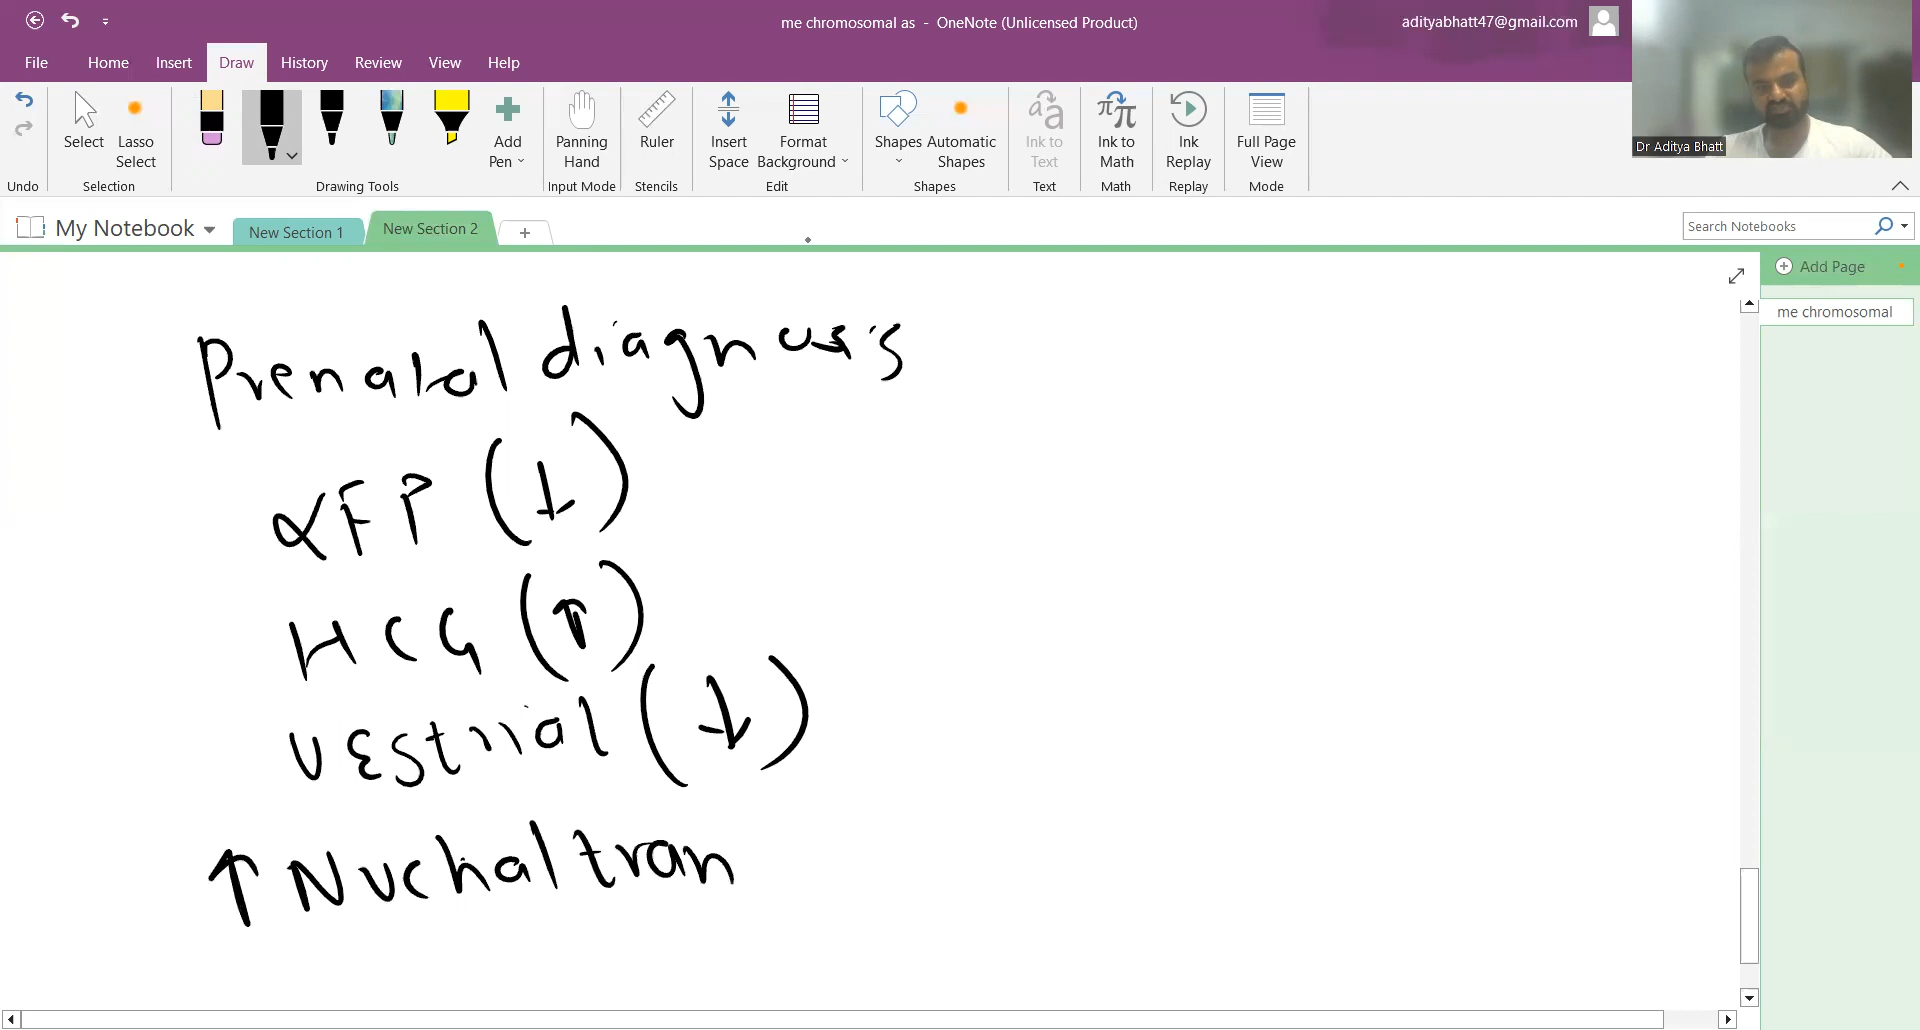 me chromosomal as - OneNote (Unlicensed Product)
adityabhatt47@gmail.com
File Home Insert Draw History Review View Help
Undo
Select
Lasso Select
Selection
Add Pen
Drawing Tools
Panning Hand
Input Mode
Ruler
Stencils
Insert Space
Format Background
Edit
Shapes
Automatic Shapes
Shapes
Ink to Text
Text
Ink to Math
Math
Ink Replay
Replay
Full Page View
Mode
Dr Aditya Bhatt
My Notebook
New Section 1
New Section 2
Search Notebooks
Add Page
me chromosomal
Prenatal diagnosis
αFP (↓)
HCG (↑)
UEstriol (↓)
↑ Nuchal tran